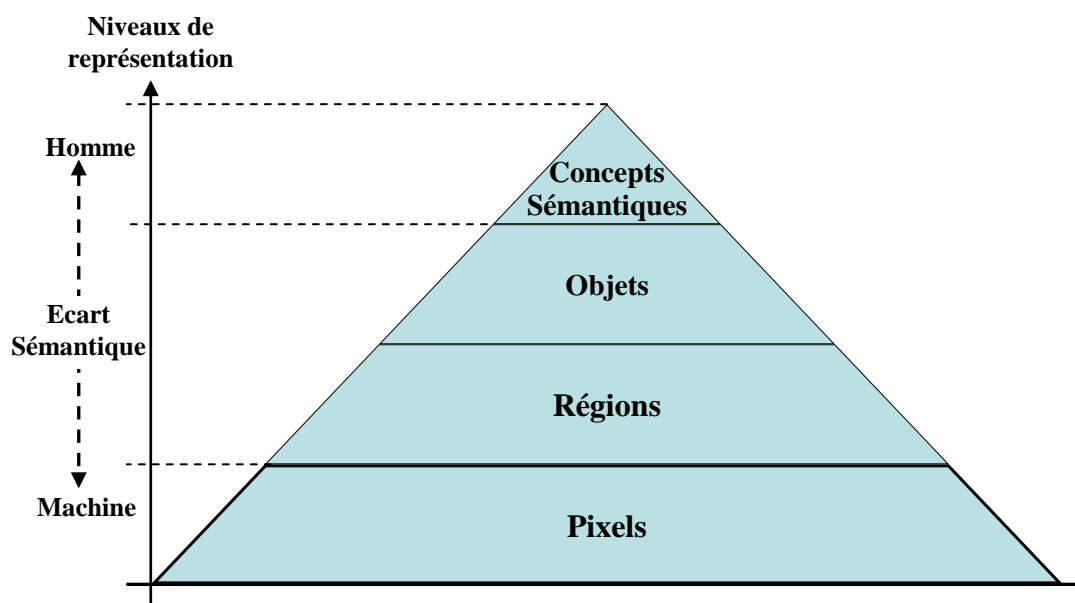 Niveaux de
représentation
Homme
Concepts
Sémantiques
Objets
Ecart
Sémantique
Régions
Machine
Pixels